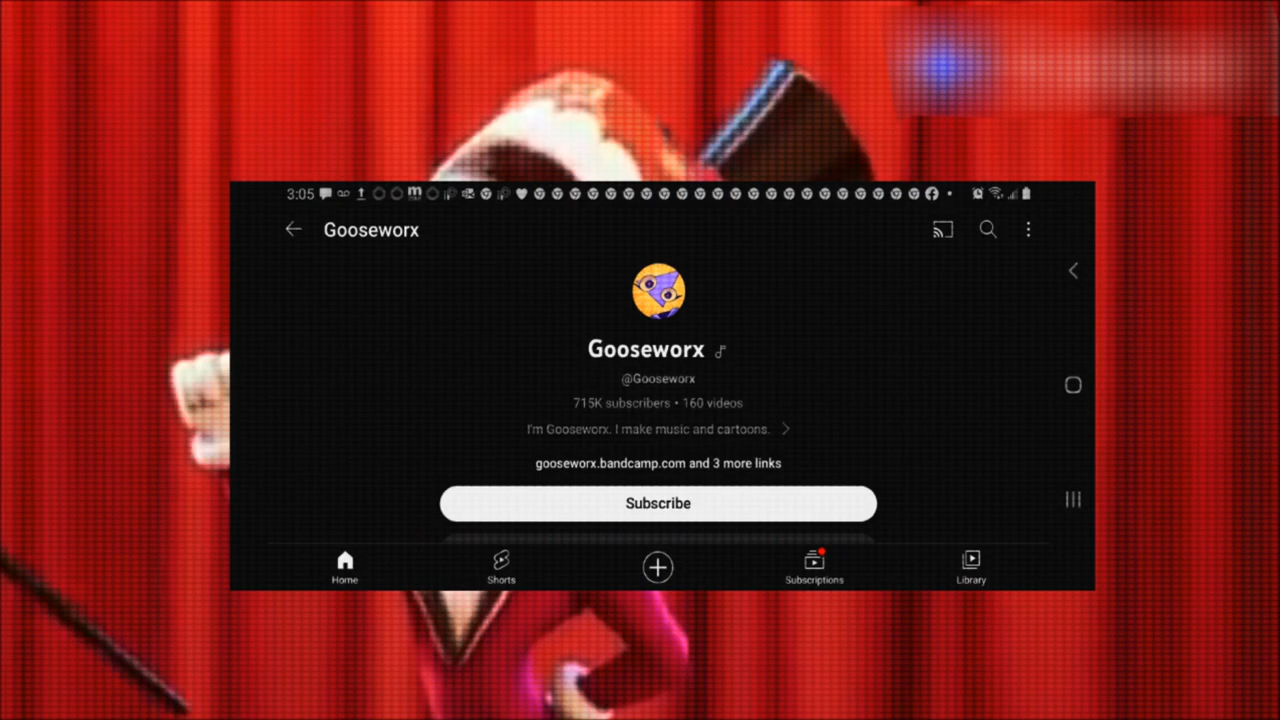 3:05
Gooseworx
Gooseworx
@Gooseworx
715K subscribers • 160 videos
I'm Gooseworx. I make music and cartoons.
gooseworx.bandcamp.com and 3 more links
Subscribe
Home
Shorts
Subscriptions
Library